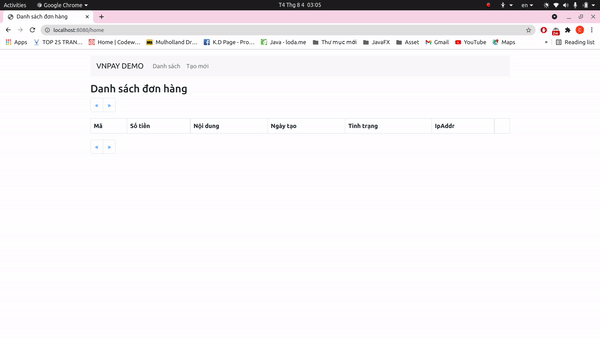 Activities Google Chrome T4 Thg 8 4 03:05 en
Danh sách đơn hàng
localhost:8080/home
Apps TOP 25 TRAN... Home | Codew... Mulholland Dr... K.D Page - Pro... Java - loda.me Thư mục mới JavaFX Asset Gmail YouTube Maps » Reading list
VNPAY DEMO Danh sách Tạo mới
Danh sách đơn hàng
« »
Mã Số tiền Nội dung Ngày tạo Tình trạng IpAddr
« »